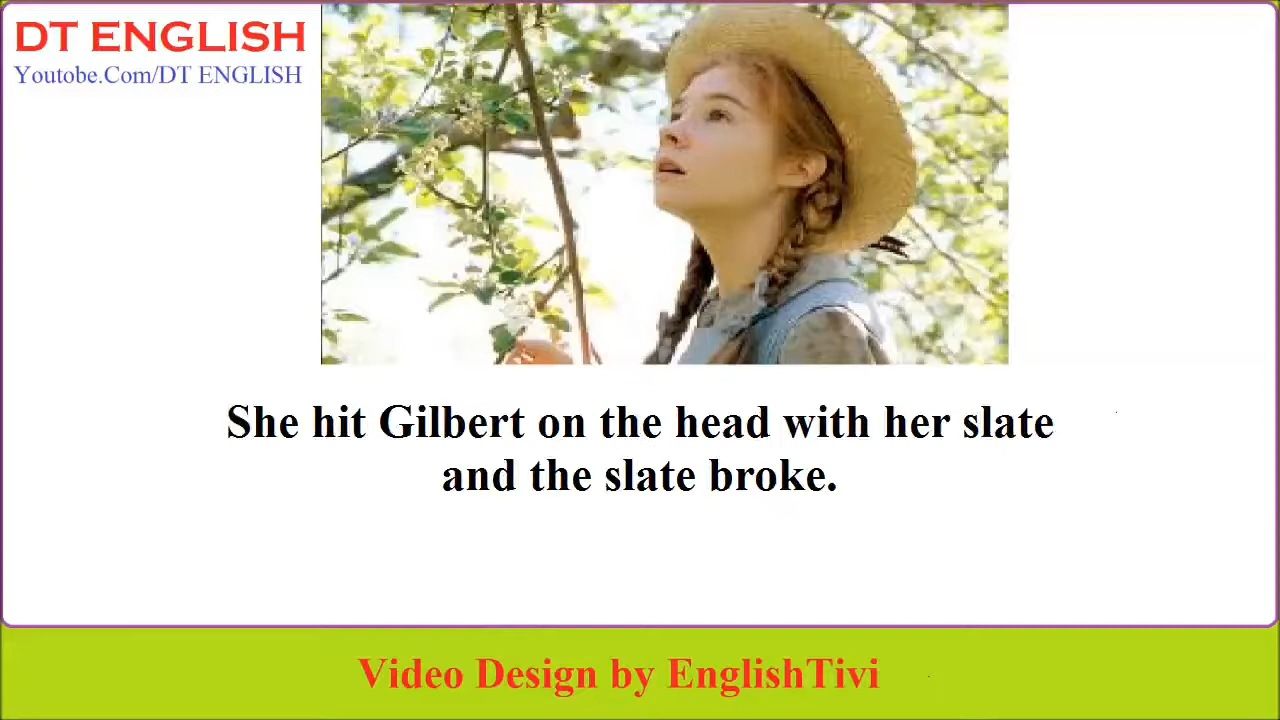 DT ENGLISH
Youtube.Com/DT ENGLISH
She hit Gilbert on the head with her slate
and the slate broke.
Video Design by EnglishTivi